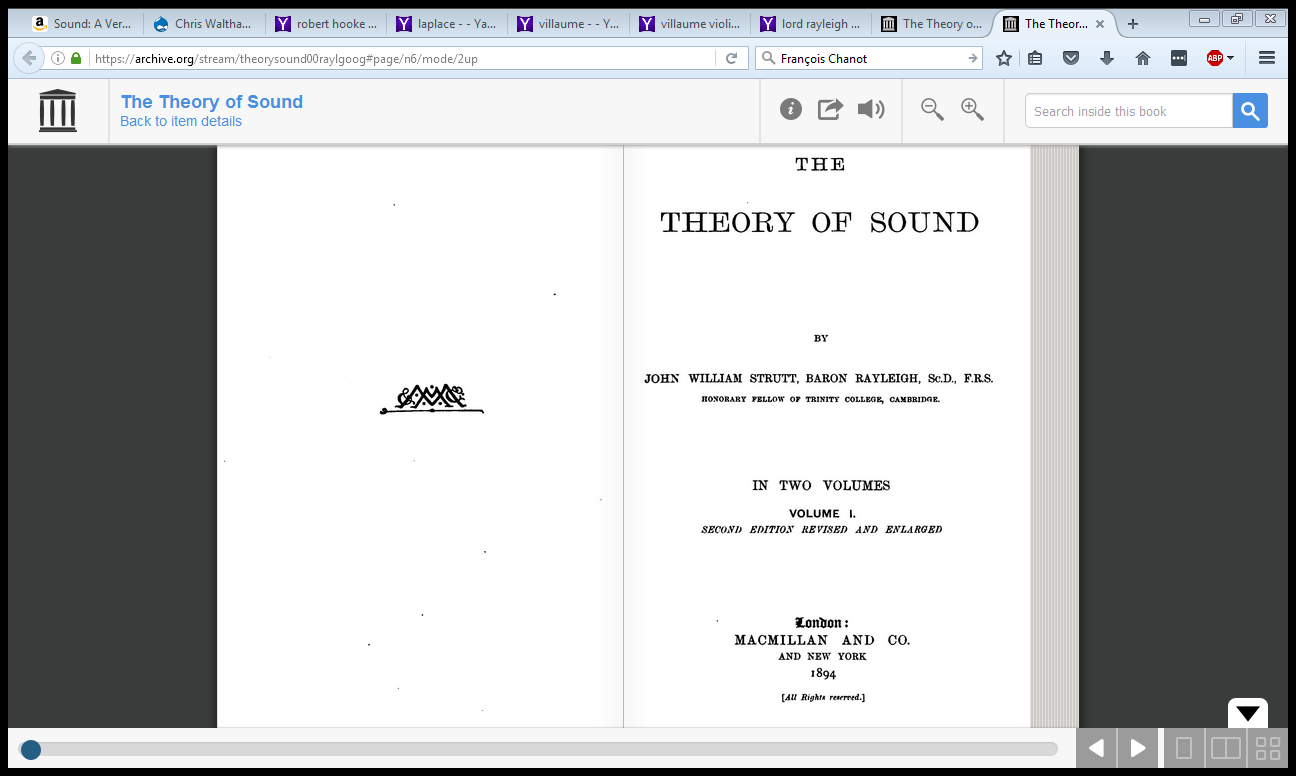 Sound: A Ver...
Chris Waltha...
robert hooke ...
laplace - - Ya...
villaume - - Y...
villaume violi...
lord rayleigh ...
The Theory o...
The Theor...
https://archive.org/stream/theorysound00raylgoog#page/n6/mode/2up
François Chanot
ABP
The Theory of Sound
Back to item details
Search inside this book
THE
THEORY OF SOUND
BY
JOHN WILLIAM STRUTT, BARON RAYLEIGH, Sc.D., F.R.S.
HONORARY FELLOW OF TRINITY COLLEGE, CAMBRIDGE.
IN TWO VOLUMES
VOLUME I.
SECOND EDITION REVISED AND ENLARGED
London:
MACMILLAN AND CO.
AND NEW YORK
1894
[All Rights reserved.]